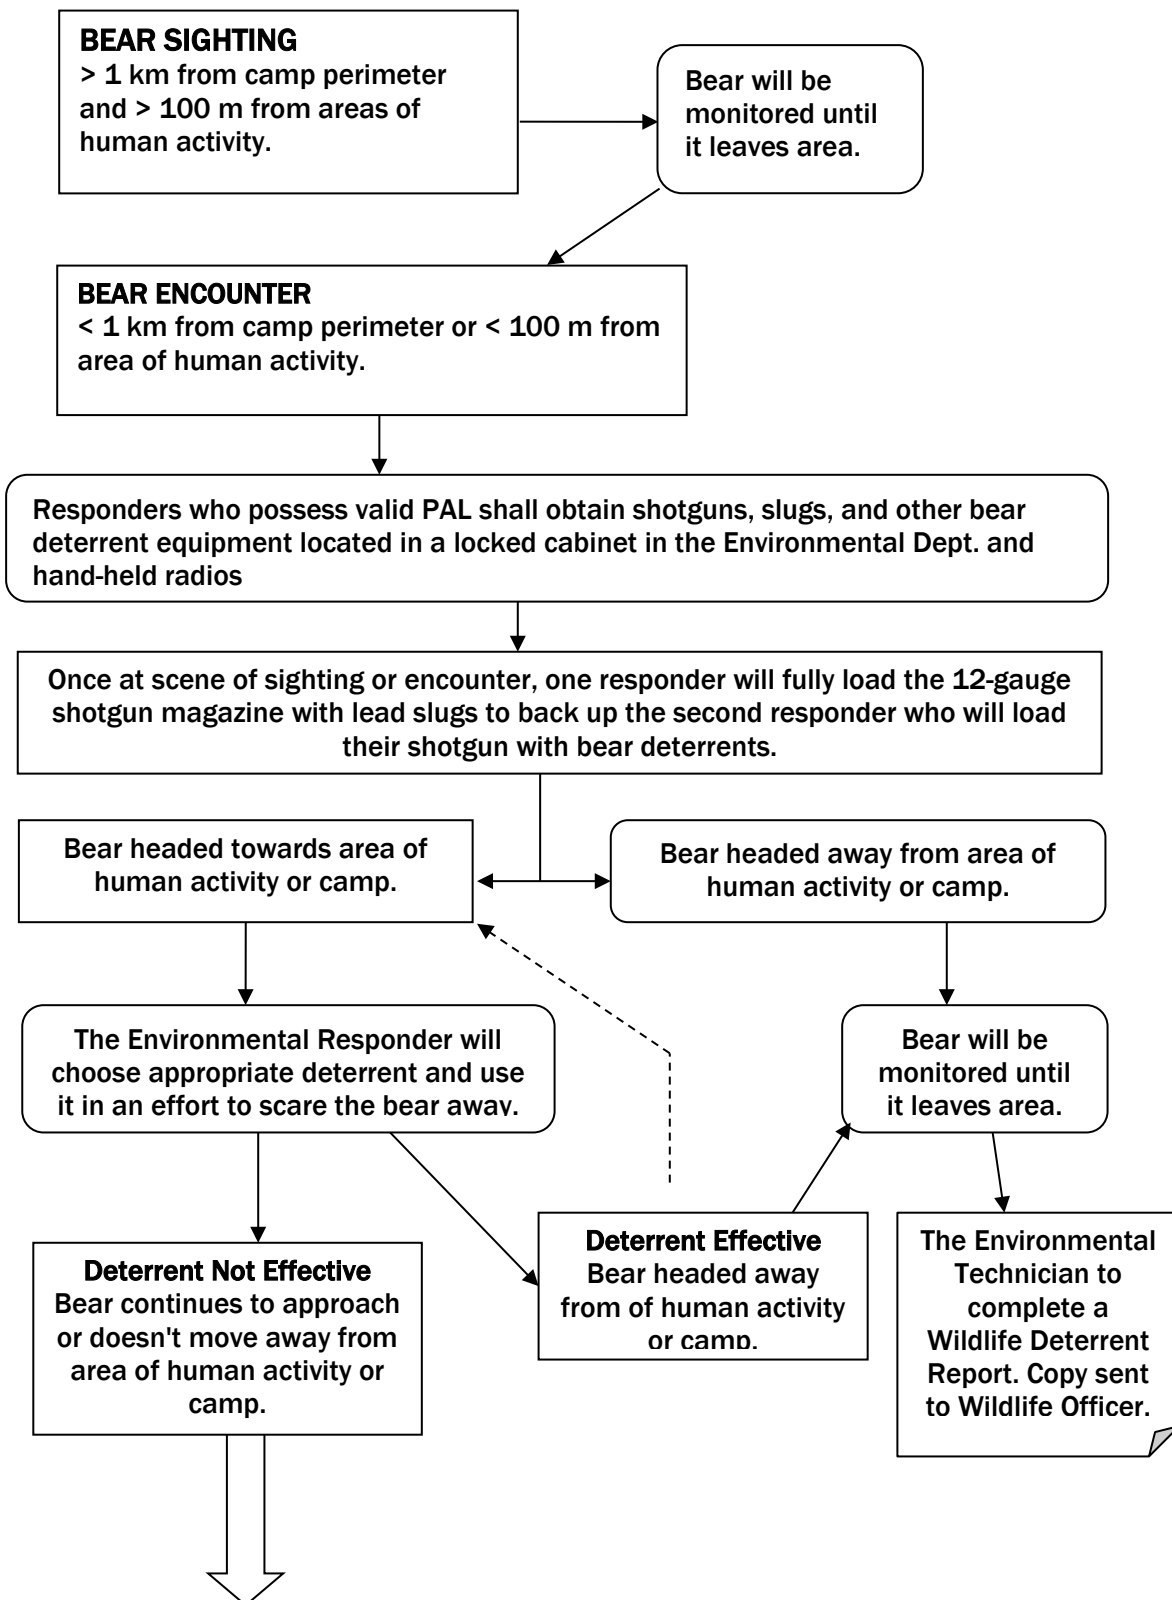 BEAR SIGHTING
> 1 km from camp perimeter
and > 100 m from areas of
human activity.
Bear will be
monitored until
it leaves area.
BEAR ENCOUNTER
< 1 km from camp perimeter or < 100 m from
area of human activity.
Responders who possess valid PAL shall obtain shotguns, slugs, and other bear
deterrent equipment located in a locked cabinet in the Environmental Dept. and
hand-held radios
Once at scene of sighting or encounter, one responder will fully load the 12-gauge
shotgun magazine with lead slugs to back up the second responder who will load
their shotgun with bear deterrents.
Bear headed towards area of
human activity or camp.
Bear headed away from area of
human activity or camp.
The Environmental Responder will
choose appropriate deterrent and use
it in an effort to scare the bear away.
Bear will be
monitored until
it leaves area.
Deterrent Not Effective
Bear continues to approach
or doesn't move away from
area of human activity or
camp.
Deterrent Effective
Bear headed away
from of human activity
or camp.
The Environmental
Technician to
complete a
Wildlife Deterrent
Report. Copy sent
to Wildlife Officer.